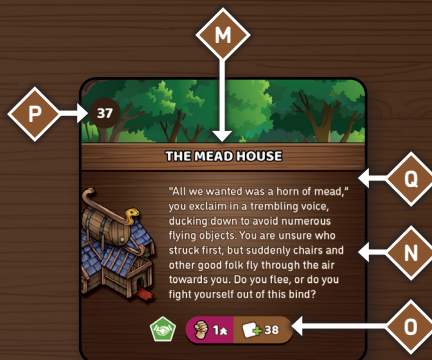 M
P
37
THE MEAD HOUSE
Q
"All we wanted was a horn of mead,"
you exclaim in a trembling voice,
ducking down to avoid numerous
flying objects. You are unsure who
struck first, but suddenly chairs and
other good folk fly through the air
towards you. Do you flee, or do you
fight yourself out of this bind?
N
1
38
O